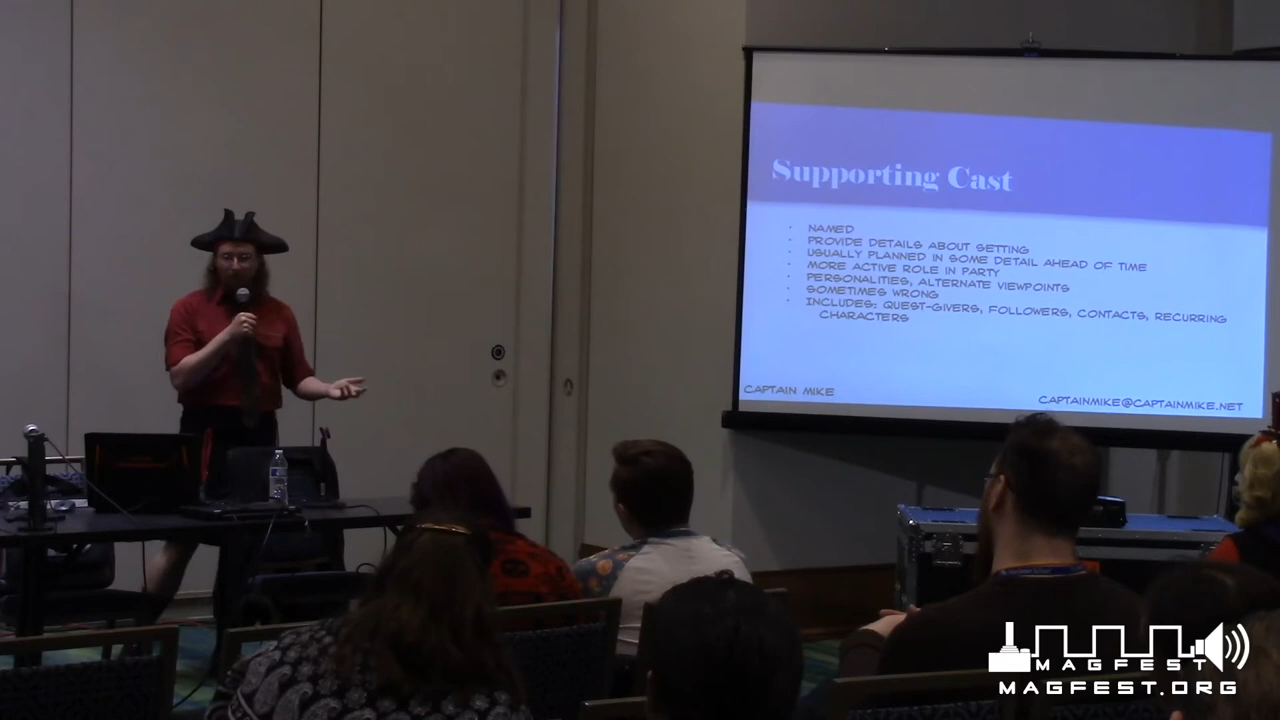 Supporting Cast
NAMED
PROVIDE DETAILS ABOUT SETTING
USUALLY PLANNED IN SOME DETAIL AHEAD OF TIME
MORE ACTIVE ROLE IN PARTY
PERSONALITIES, ALTERNATE VIEWPOINTS
SOMETIMES WRONG
INCLUDES: QUEST-GIVERS, FOLLOWERS, CONTACTS, RECURRING
CHARACTERS
CAPTAIN MIKE
CAPTAINMIKE@CAPTAINMIKE.NET
MAGFEST
MAGFEST.ORG